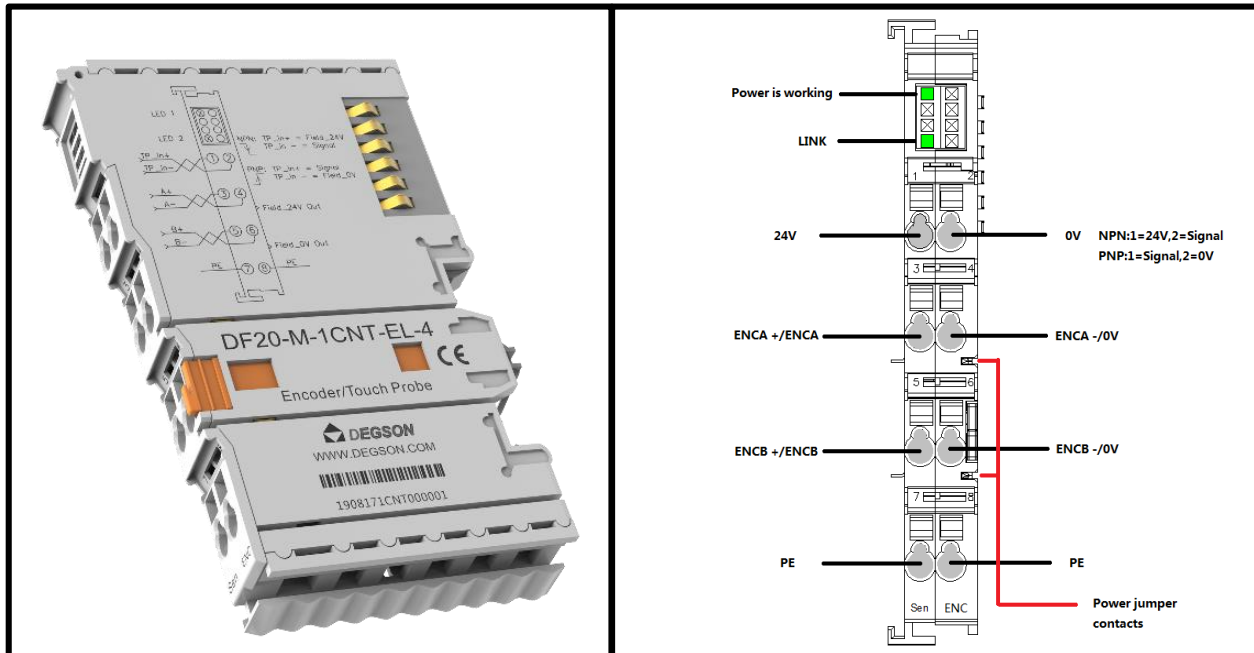 LED 1
LED 2
NPN: TP_in+ = Field_24V
TP_in - = Signal
TP_in+
TP_in-
1 2
PNP: TP_in+ = Signal
TP_in - = Field_0V
A+
A-
3 4
Field_24V Out
B+
B-
5 6
Field_0V Out
PE 7 8 PE
DF20-M-1CNT-EL-4
CE
Encoder/Touch Probe
DEGSON
WWW.DEGSON.COM
1908171CNT000001
Sen ENC
Power is working
LINK
1 2
24V
0V NPN:1=24V,2=Signal
PNP:1=Signal,2=0V
3 4
ENCA +/ENCA
ENCA -/0V
5 6
ENCB +/ENCB
ENCB -/0V
7 8
PE
PE
Sen ENC
Power jumper
contacts